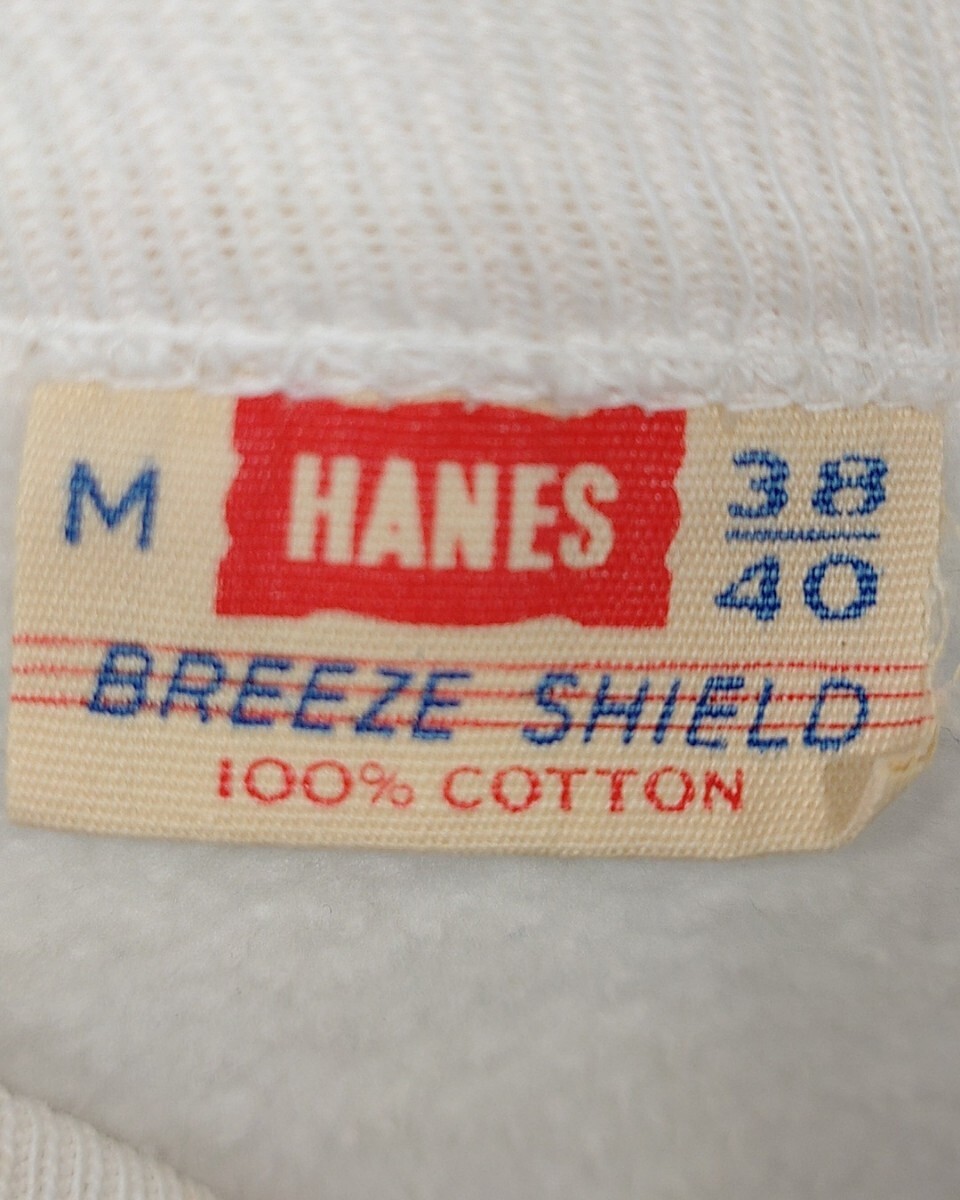 M HANES 38
40
BREEZE SHIELD
100% COTTON